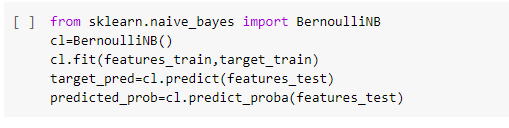 [ ] from sklearn.naive_bayes import BernoulliNB
cl=BernoulliNB()
cl.fit(features_train,target_train)
target_pred=cl.predict(features_test)
predicted_prob=cl.predict_proba(features_test)